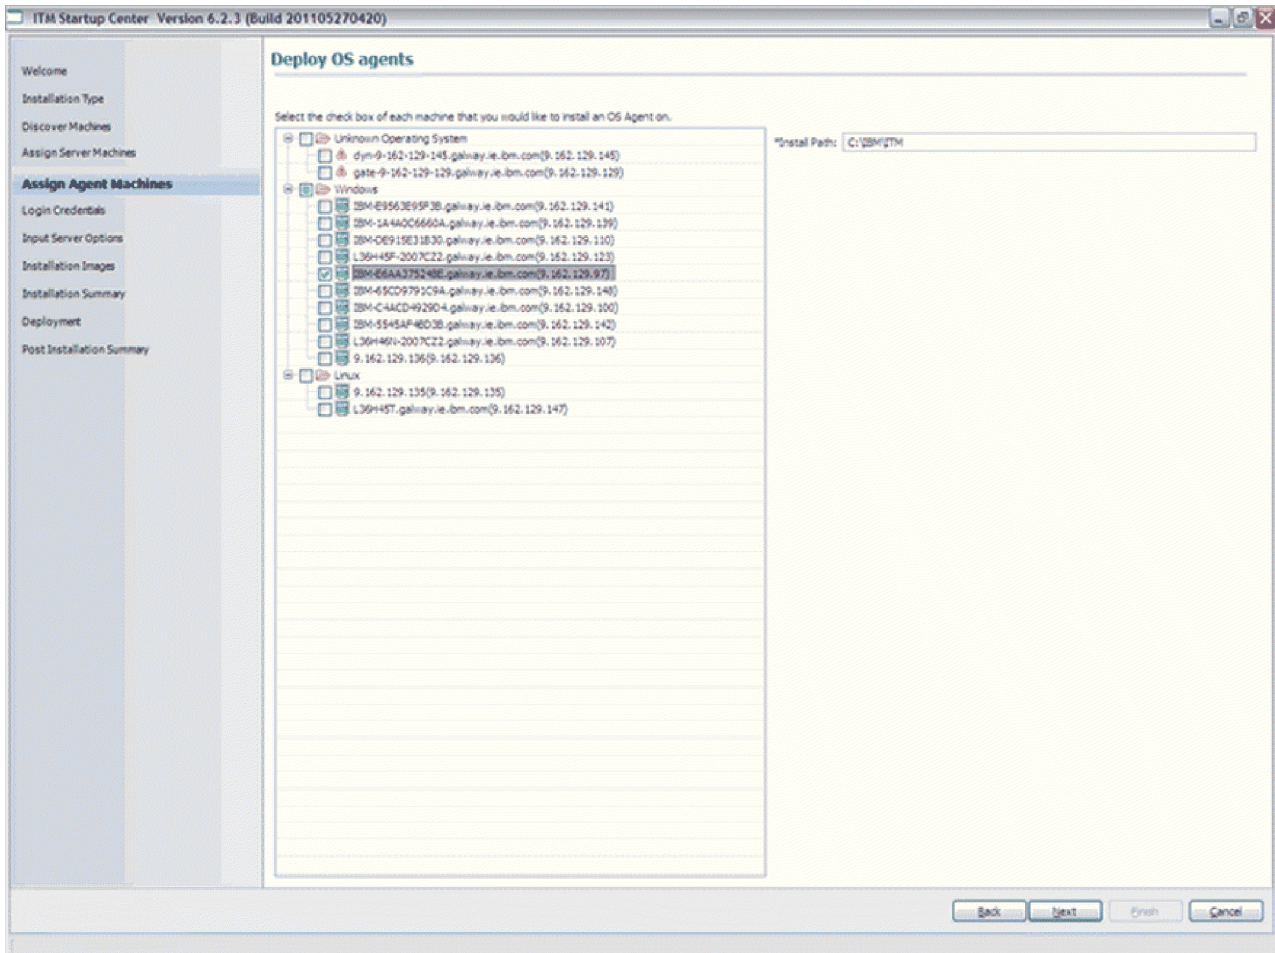 ITM Startup Center Version 6.2.3 (Build 201105270420)
Welcome
Installation Type
Discover Machines
Assign Server Machines
Assign Agent Machines
Login Credentials
Input Server Options
Installation Images
Installation Summary
Deployment
Post Installation Summary
Deploy OS agents
Select the check box of each machine that you would like to install an OS Agent on.
Unknown Operating System
dyn-9-162-129-145.galway.ie.ibm.com(9.162.129.145)
gate-9-162-129-129.galway.ie.ibm.com(9.162.129.129)
Windows
IBM-E9563E95F3B.galway.ie.ibm.com(9.162.129.141)
IBM-1A4A0C6660A.galway.ie.ibm.com(9.162.129.139)
IBM-DE915E31B30.galway.ie.ibm.com(9.162.129.110)
L36H45F-2007CZ2.galway.ie.ibm.com(9.162.129.123)
IBM-E6AA375248E.galway.ie.ibm.com(9.162.129.97)
IBM-65CD9791C9A.galway.ie.ibm.com(9.162.129.148)
IBM-C4ACD4929D4.galway.ie.ibm.com(9.162.129.100)
IBM-5545AF46D3B.galway.ie.ibm.com(9.162.129.142)
L36H46N-2007CZ2.galway.ie.ibm.com(9.162.129.107)
9.162.129.136(9.162.129.136)
Linux
9.162.129.135(9.162.129.135)
L36H45T.galway.ie.ibm.com(9.162.129.147)
*Install Path: C:\IBM\ITM
Back Next Finish Cancel